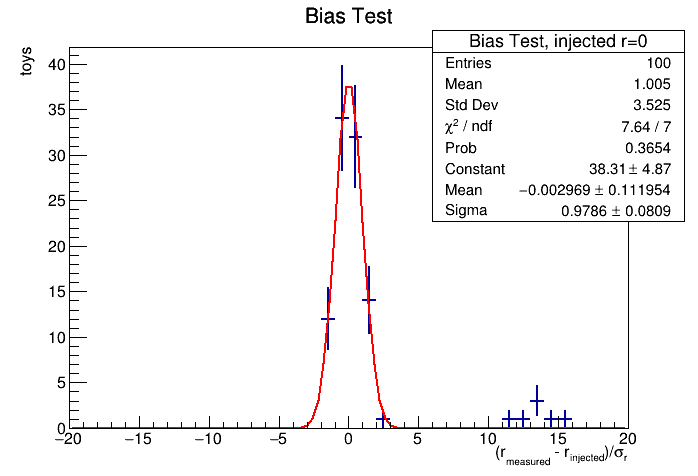 Bias Test
toys
Bias Test, injected r=0
Entries 100
Mean 1.005
Std Dev 3.525
χ² / ndf 7.64 / 7
Prob 0.3654
Constant 38.31 ± 4.87
Mean −0.002969 ± 0.111954
Sigma 0.9786 ± 0.0809
40
35
30
25
20
15
10
5
0
−20 −15 −10 −5 0 5 10 15 20
(r_measured - r_injected)/σ_r